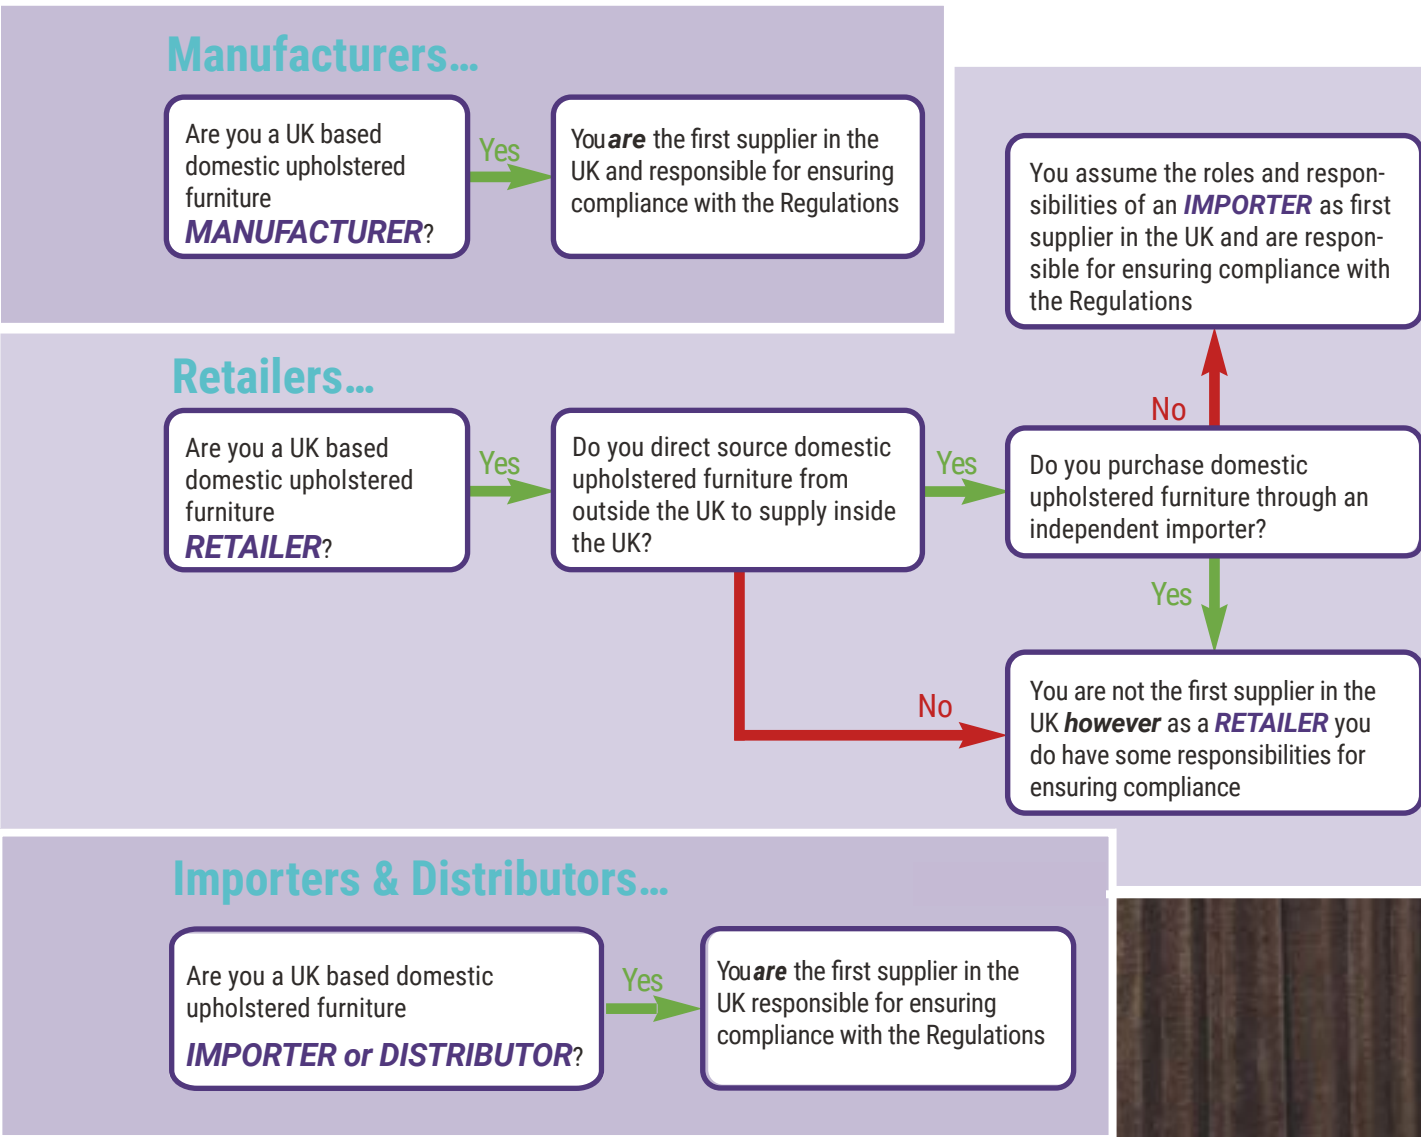 Manufacturers...
Are you a UK based
domestic upholstered
furniture
MANUFACTURER?
Yes
You are the first supplier in the
UK and responsible for ensuring
compliance with the Regulations
You assume the roles and respon-
sibilities of an IMPORTER as first
supplier in the UK and are respon-
sible for ensuring compliance with
the Regulations
Retailers...
Are you a UK based
domestic upholstered
furniture
RETAILER?
Yes
Do you direct source domestic
upholstered furniture from
outside the UK to supply inside
the UK?
Yes
No
Do you purchase domestic
upholstered furniture through an
independent importer?
Yes
No
You are not the first supplier in the
UK however as a RETAILER you
do have some responsibilities for
ensuring compliance
Importers & Distributors...
Are you a UK based domestic
upholstered furniture
IMPORTER or DISTRIBUTOR?
Yes
You are the first supplier in the
UK responsible for ensuring
compliance with the Regulations